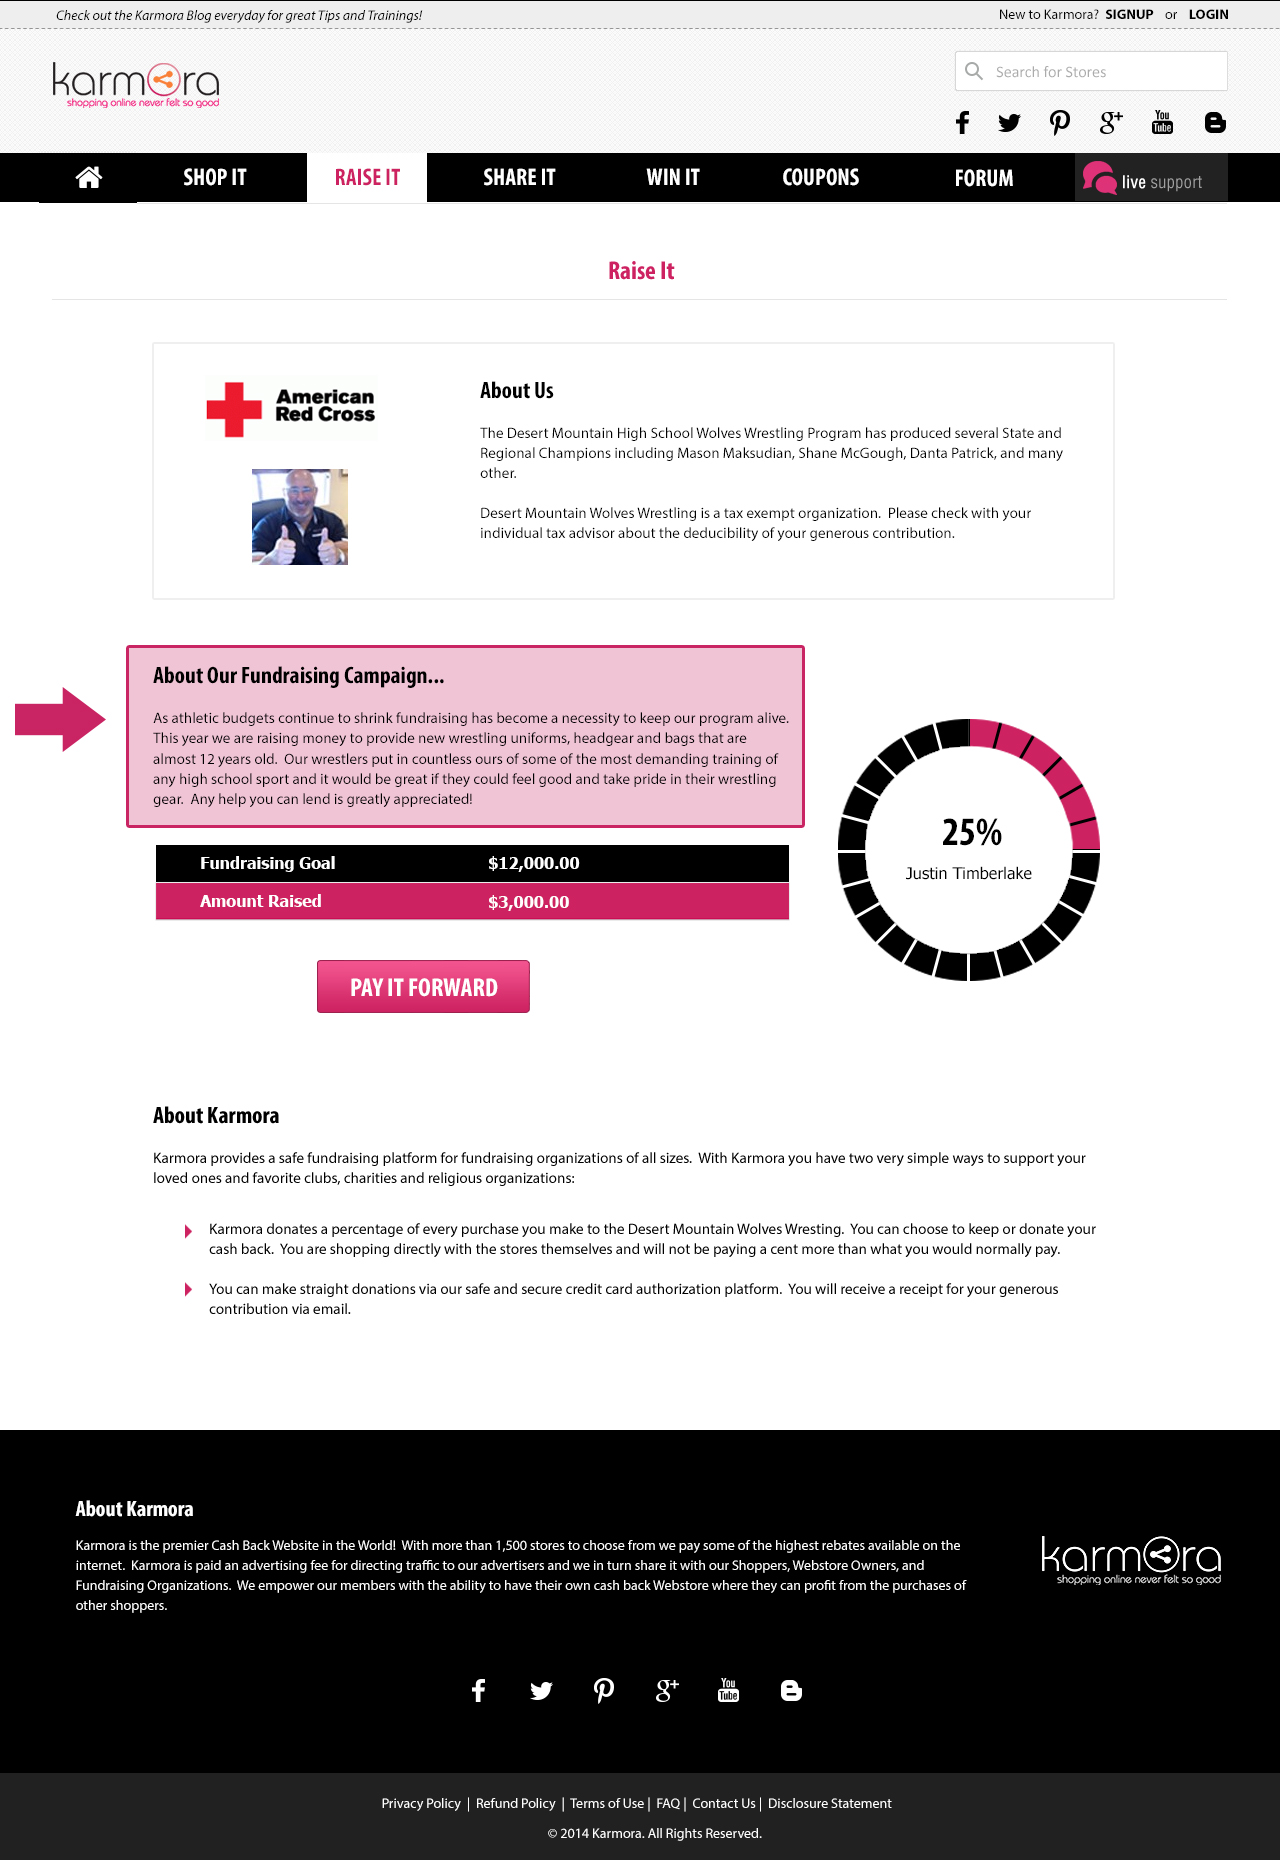 Check out the Karmora Blog everyday for great Tips and Trainings!
New to Karmora? SIGNUP or LOGIN
karmora
shopping online never felt so good
Search for Stores
You
Tube
SHOP IT
RAISE IT
SHARE IT
WIN IT
COUPONS
FORUM
live support
Raise It
American
Red Cross
About Us
The Desert Mountain High School Wolves Wrestling Program has produced several State and
Regional Champions including Mason Maksudian, Shane McGough, Danta Patrick, and many
other.
Desert Mountain Wolves Wrestling is a tax exempt organization. Please check with your
individual tax advisor about the deducibility of your generous contribution.
About Our Fundraising Campaign...
As athletic budgets continue to shrink fundraising has become a necessity to keep our program alive.
This year we are raising money to provide new wrestling uniforms, headgear and bags that are
almost 12 years old. Our wrestlers put in countless ours of some of the most demanding training of
any high school sport and it would be great if they could feel good and take pride in their wrestling
gear. Any help you can lend is greatly appreciated!
Fundraising Goal $12,000.00
Amount Raised $3,000.00
25%
Justin Timberlake
PAY IT FORWARD
About Karmora
Karmora provides a safe fundraising platform for fundraising organizations of all sizes. With Karmora you have two very simple ways to support your
loved ones and favorite clubs, charities and religious organizations:
Karmora donates a percentage of every purchase you make to the Desert Mountain Wolves Wresting. You can choose to keep or donate your
cash back. You are shopping directly with the stores themselves and will not be paying a cent more than what you would normally pay.
You can make straight donations via our safe and secure credit card authorization platform. You will receive a receipt for your generous
contribution via email.
About Karmora
Karmora is the premier Cash Back Website in the World! With more than 1,500 stores to choose from we pay some of the highest rebates available on the
internet. Karmora is paid an advertising fee for directing traffic to our advertisers and we in turn share it with our Shoppers, Webstore Owners, and
Fundraising Organizations. We empower our members with the ability to have their own cash back Webstore where they can profit from the purchases of
other shoppers.
karmora
shopping online never felt so good
You
Tube
Privacy Policy | Refund Policy | Terms of Use | FAQ | Contact Us | Disclosure Statement
© 2014 Karmora. All Rights Reserved.